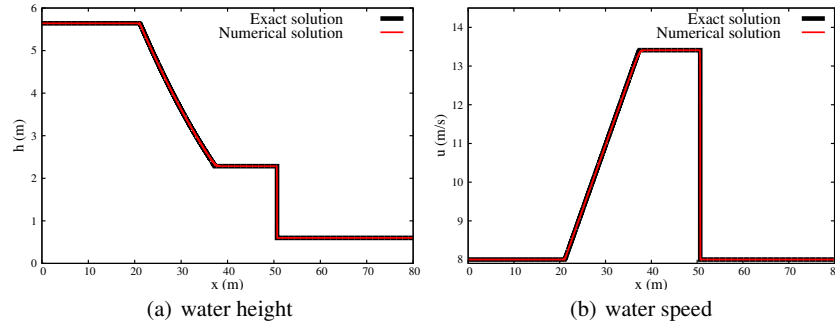 Exact solution
Numerical solution
6
5
4
3
2
1
0
h (m)
0 10 20 30 40 50 60 70 80
x (m)
(a) water height
Exact solution
Numerical solution
14
13
12
11
10
9
8
u (m/s)
0 10 20 30 40 50 60 70 80
x (m)
(b) water speed